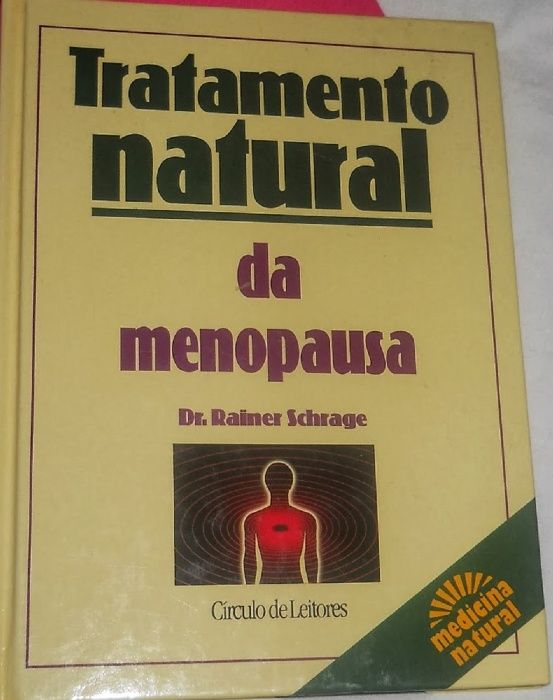 Tratamento
natural
da
menopausa
Dr. Rainer Schrage
Círculo de Leitores
medicina
natural